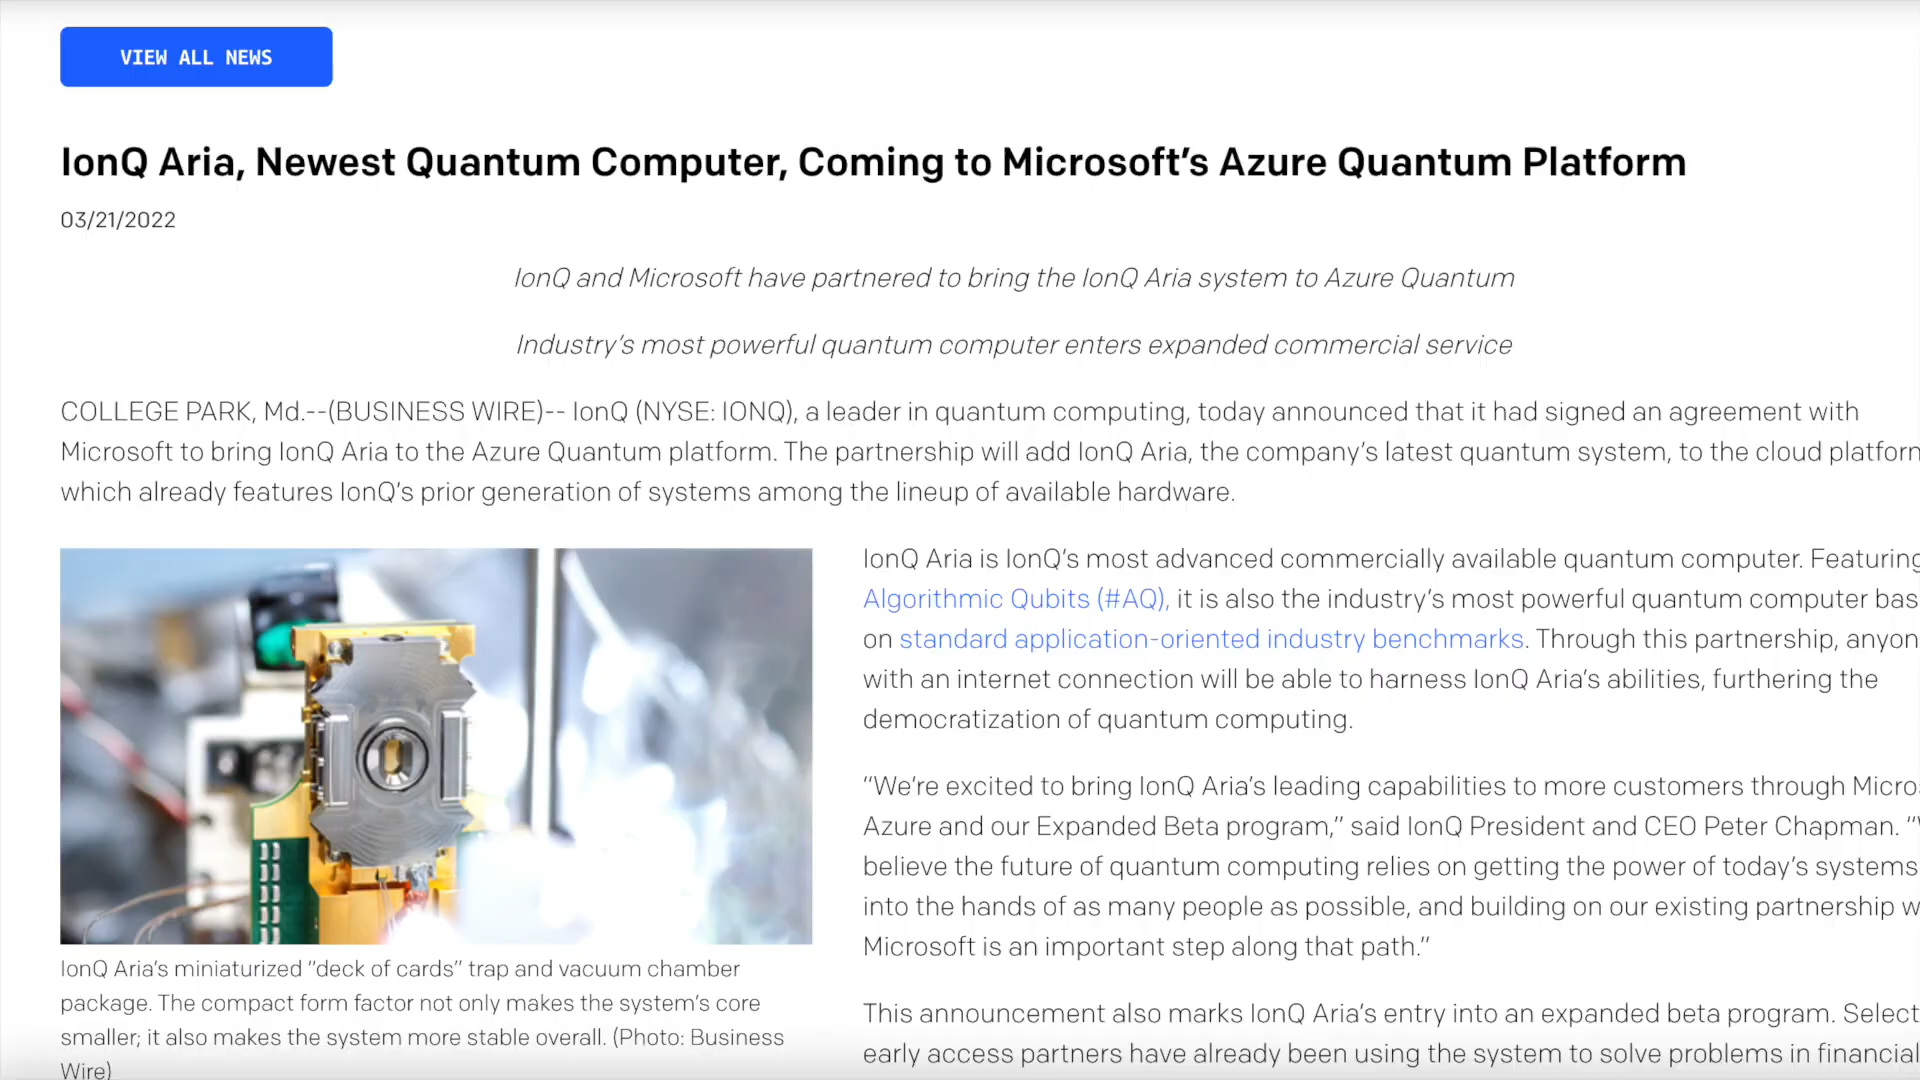 VIEW ALL NEWS
IonQ Aria, Newest Quantum Computer, Coming to Microsoft’s Azure Quantum Platform
03/21/2022
IonQ and Microsoft have partnered to bring the IonQ Aria system to Azure Quantum
Industry’s most powerful quantum computer enters expanded commercial service
COLLEGE PARK, Md.--(BUSINESS WIRE)-- IonQ (NYSE: IONQ), a leader in quantum computing, today announced that it had signed an agreement with
Microsoft to bring IonQ Aria to the Azure Quantum platform. The partnership will add IonQ Aria, the company’s latest quantum system, to the cloud
which already features IonQ’s prior generation of systems among the lineup of available hardware.
IonQ Aria’s miniaturized "deck of cards" trap and vacuum chamber
package. The compact form factor not only makes the system’s core
smaller; it also makes the system more stable overall. (Photo: Business
Wire)
IonQ Aria is IonQ’s most advanced commercially available quantum computer. Featuring
Algorithmic Qubits (#AQ), it is also the industry’s most powerful quantum computer
on standard application-oriented industry benchmarks. Through this partnership,
with an internet connection will be able to harness IonQ Aria’s abilities, furthering the
democratization of quantum computing.
“We’re excited to bring IonQ Aria’s leading capabilities to more customers through
Azure and our Expanded Beta program,” said IonQ President and CEO Peter Chapman.
believe the future of quantum computing relies on getting the power of today’s systems
into the hands of as many people as possible, and building on our existing partnership
Microsoft is an important step along that path.”
This announcement also marks IonQ Aria’s entry into an expanded beta program. Select
early access partners have already been using the system to solve problems in financial